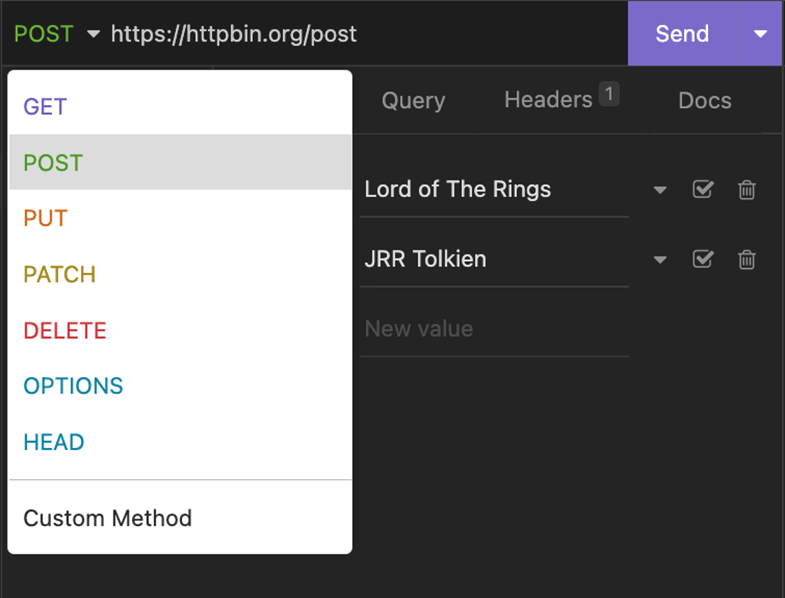 POST https://httpbin.org/post Send
Query Headers 1 Docs
GET
POST
PUT
PATCH
DELETE
OPTIONS
HEAD
Custom Method
Lord of The Rings
JRR Tolkien
New value